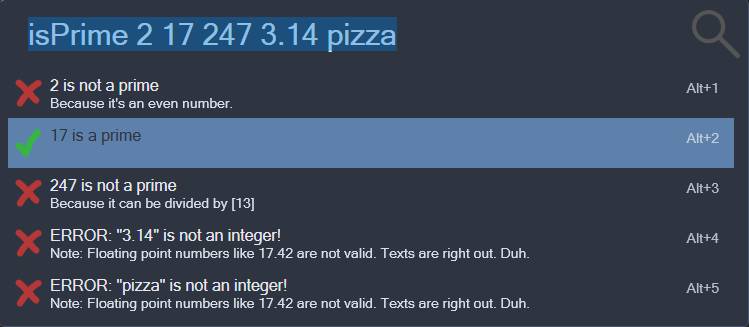 isPrime 2 17 247 3.14 pizza
2 is not a prime
Because it's an even number.
Alt+1
17 is a prime
Alt+2
247 is not a prime
Because it can be divided by [13]
Alt+3
ERROR: "3.14" is not an integer!
Note: Floating point numbers like 17.42 are not valid. Texts are right out. Duh.
Alt+4
ERROR: "pizza" is not an integer!
Note: Floating point numbers like 17.42 are not valid. Texts are right out. Duh.
Alt+5